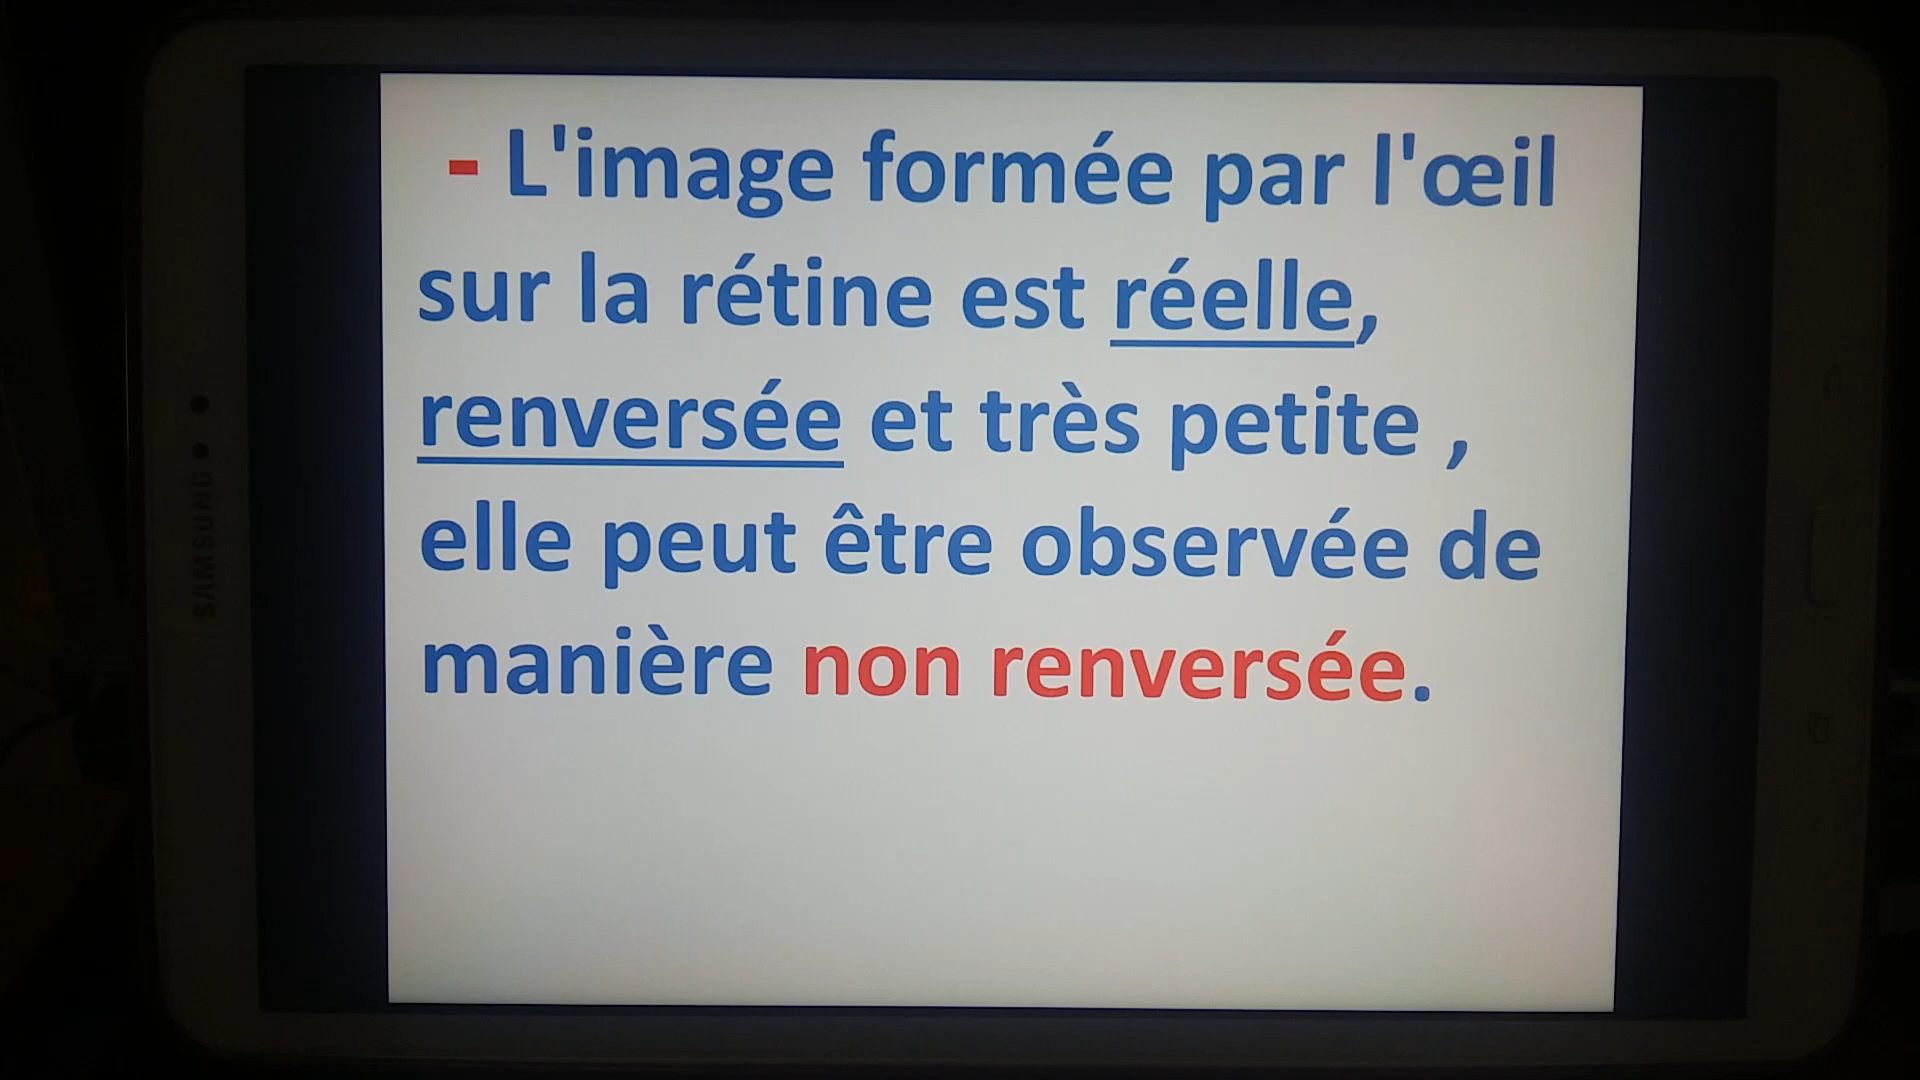 - L'image formée par l'œil
sur la rétine est réelle,
renversée et très petite ,
elle peut être observée de
manière non renversée.
SAMSUNG